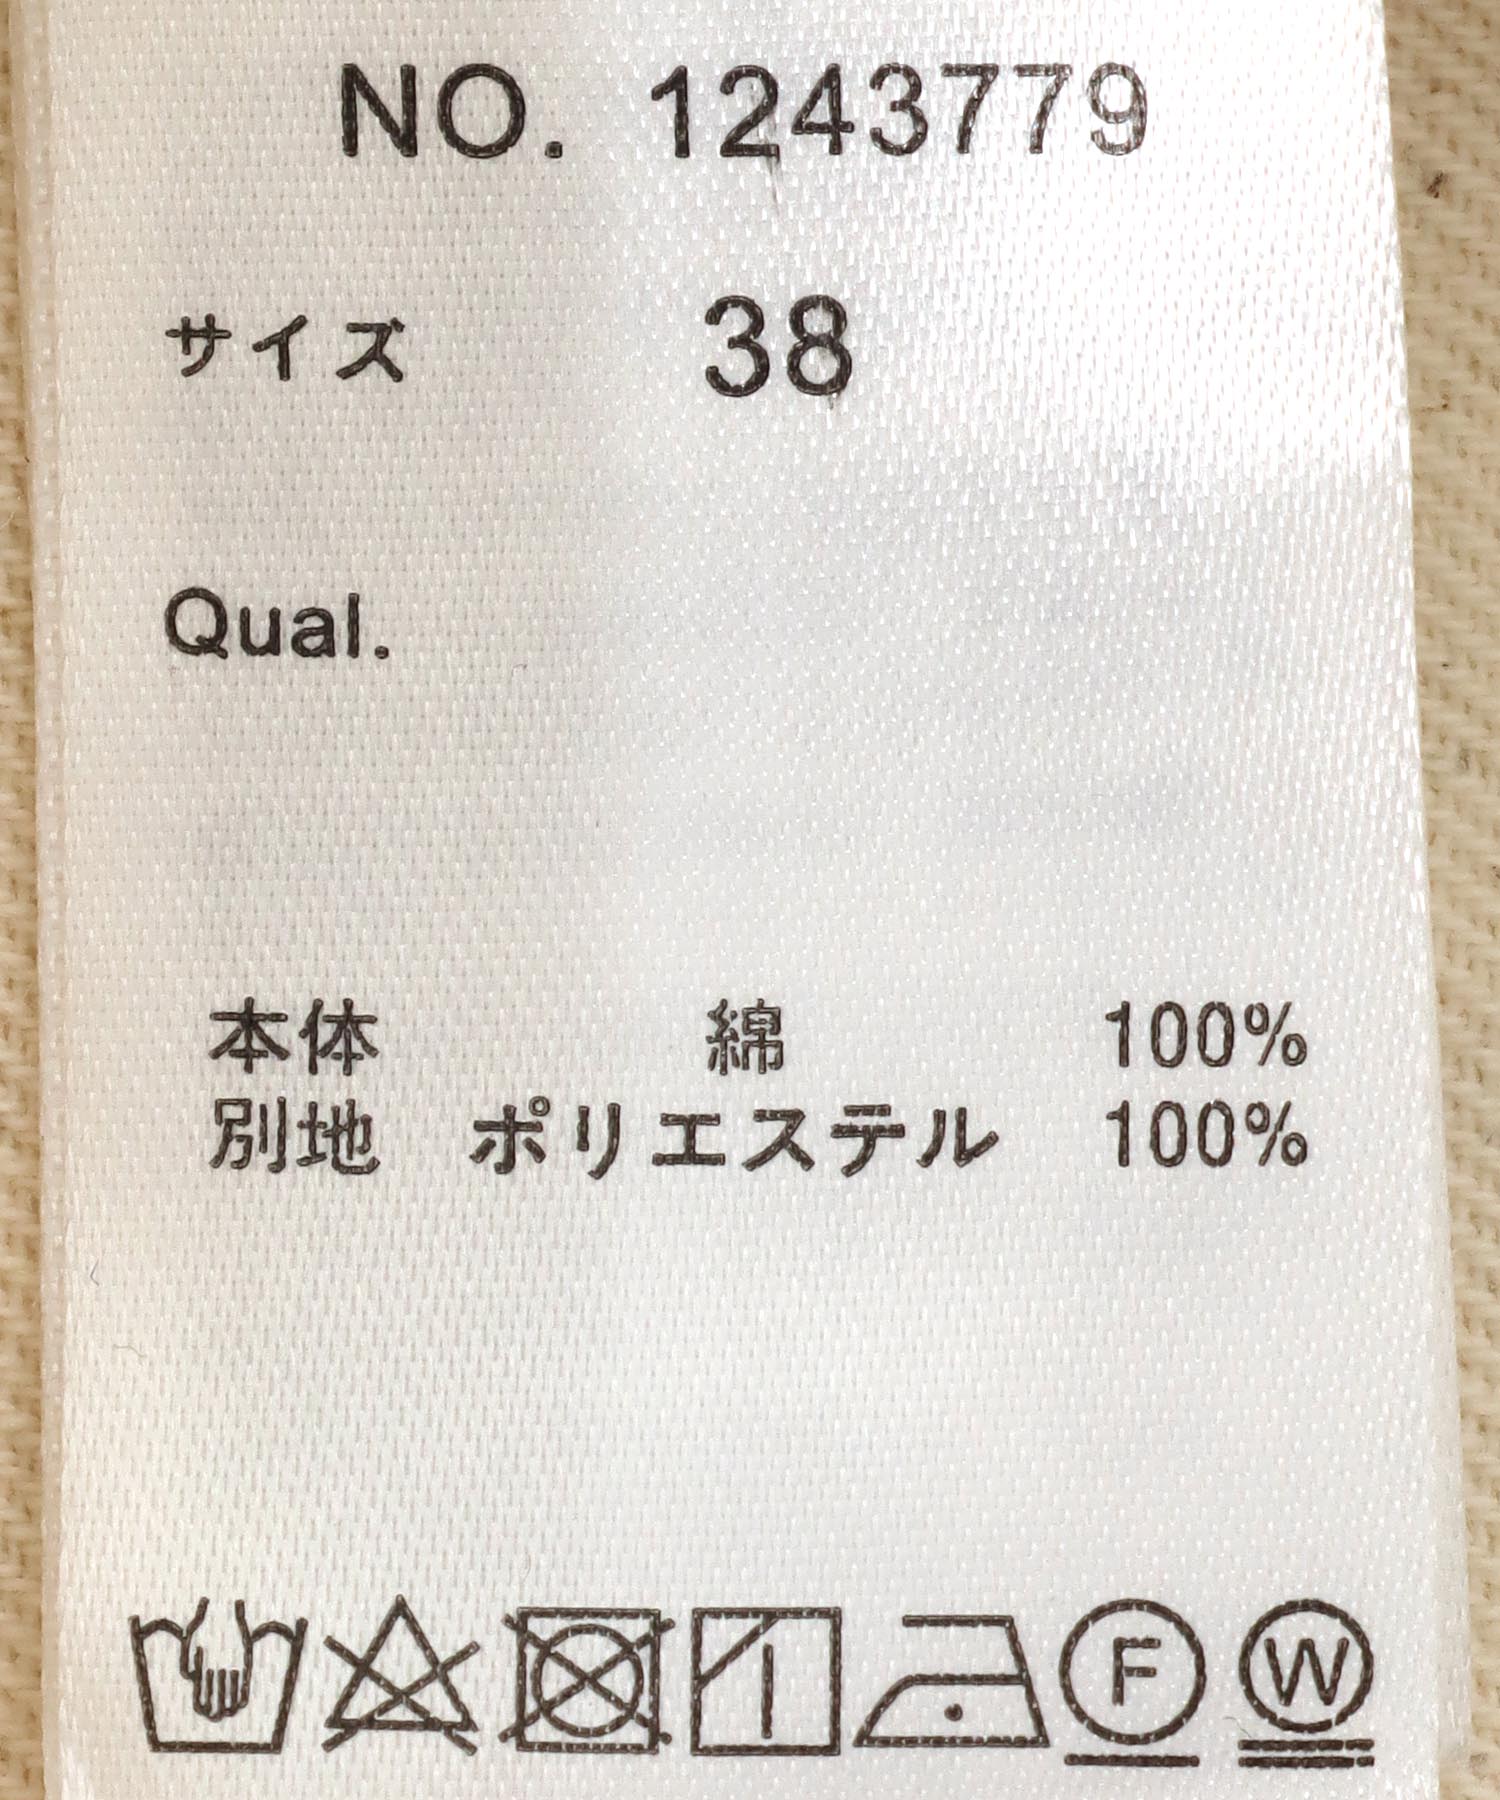 NO. 1243779
サイズ 38
Qual.
本体 綿 100%
別地 ポリエステル 100%
F W